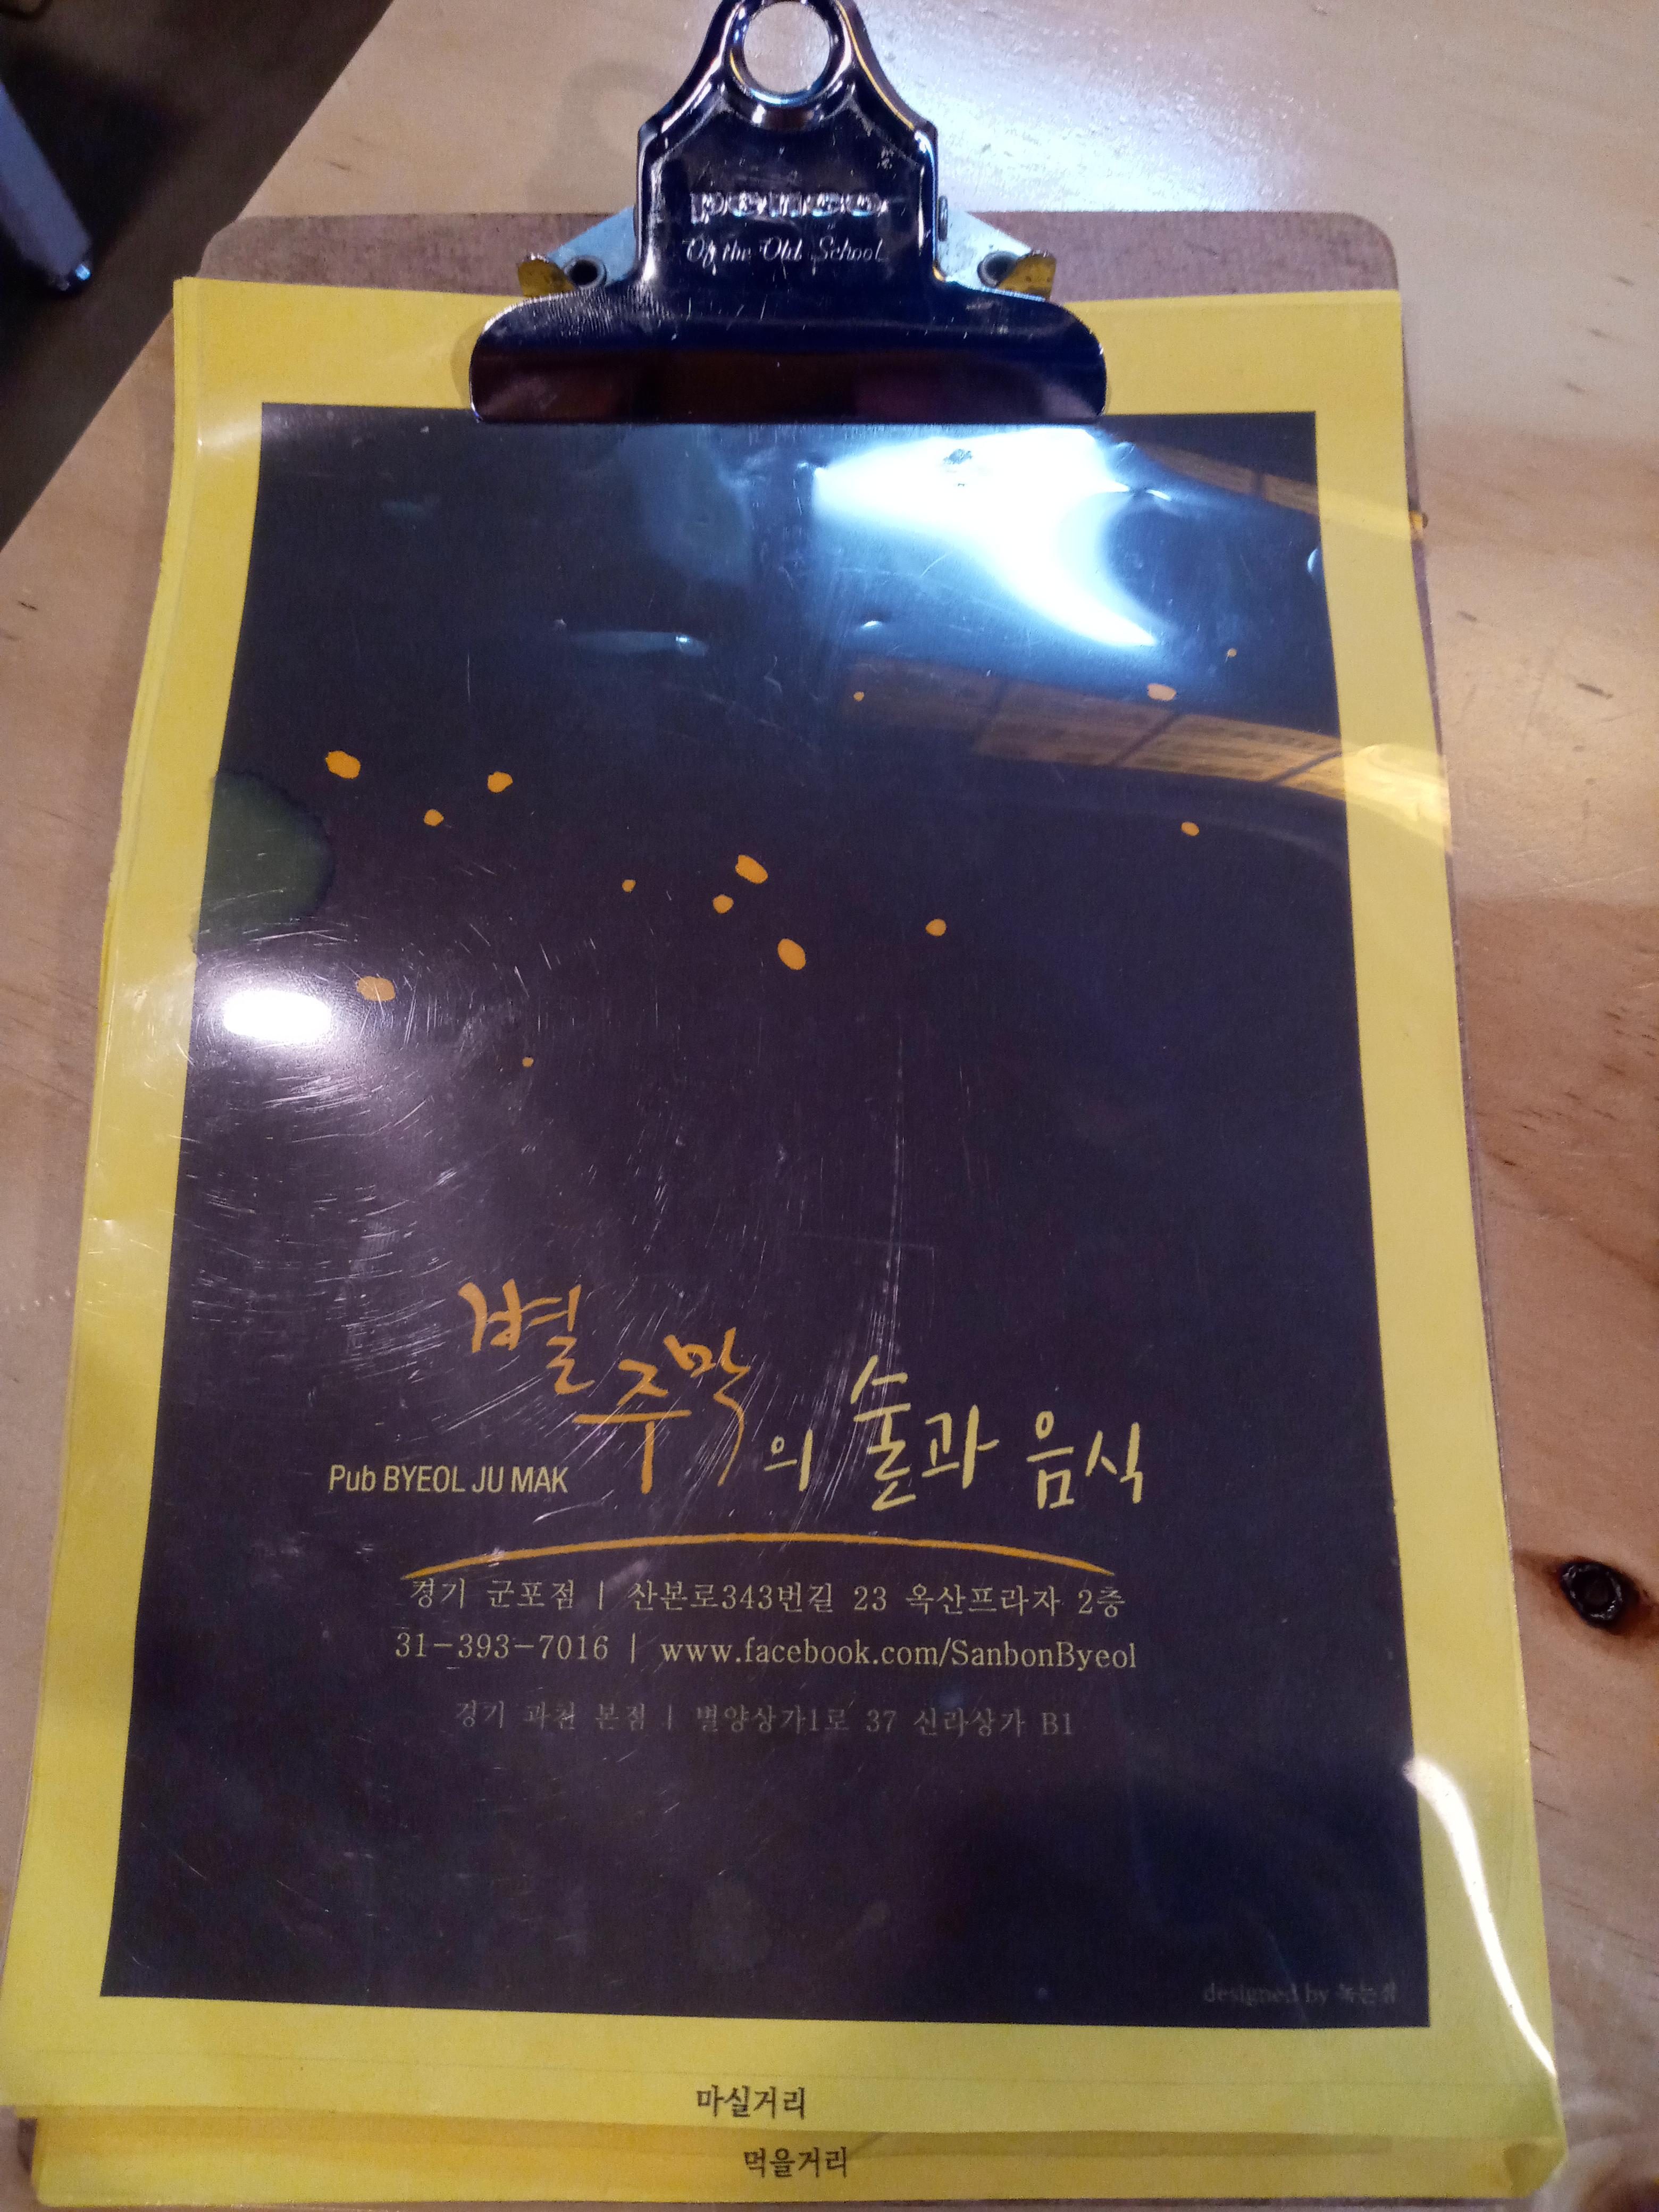 penco
Of the Old School
별주막의 술과 음식
Pub BYEOL JU MAK
경기 군포점 | 산본로343번길 23 옥산프라자 2층
31-393-7016 | www.facebook.com/SanbonByeol
경기 과천 본점 | 별양상가1로 37 신라상가 B1
designed by
마실거리
먹을거리